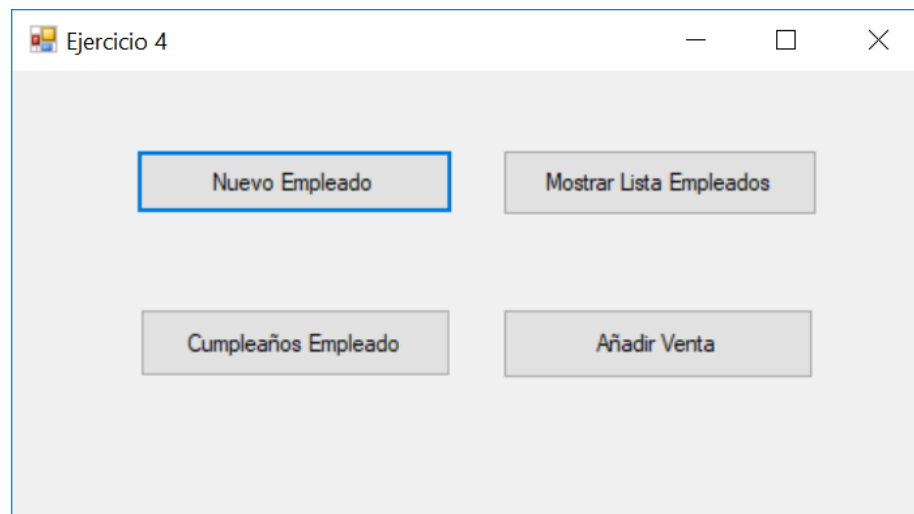 Ejercicio 4
Nuevo Empleado
Mostrar Lista Empleados
Cumpleaños Empleado
Añadir Venta